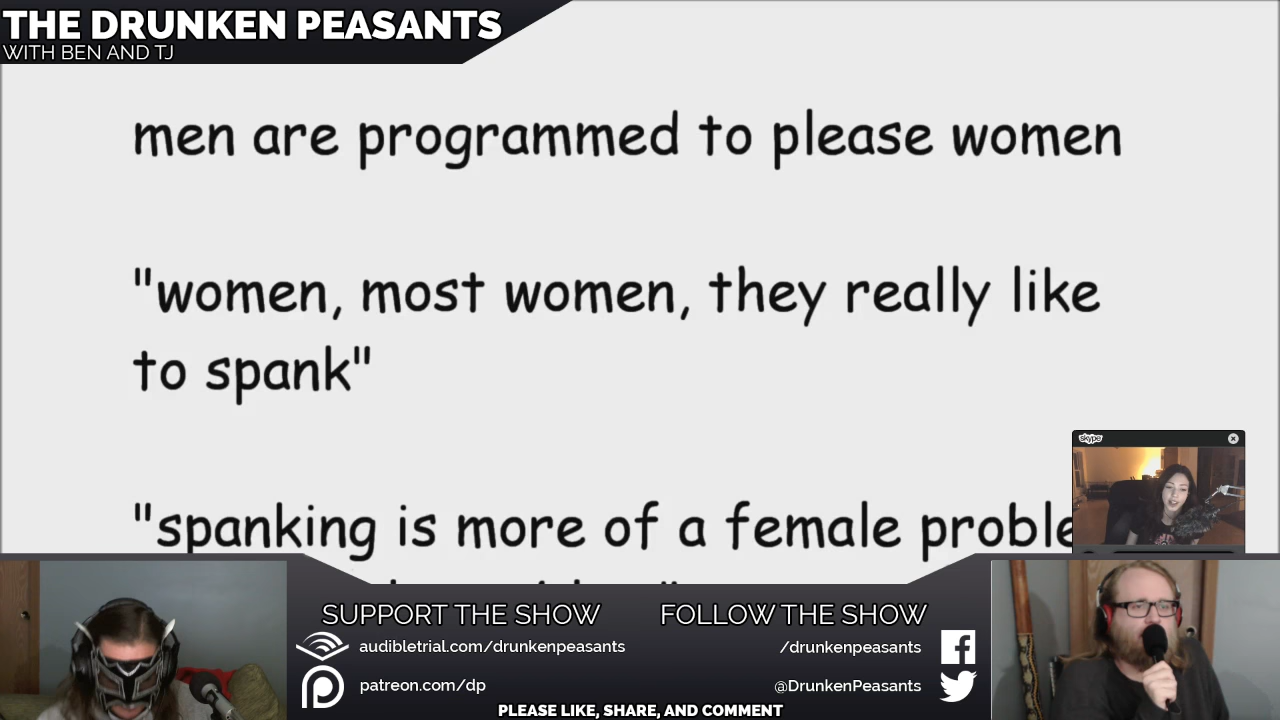 THE DRUNKEN PEASANTS
WITH BEN AND TJ
men are programmed to please women
"women, most women, they really like
to spank"
"spanking is more of a female proble
skype
SUPPORT THE SHOW
audibletrial.com/drunkenpeasants
patreon.com/dp
FOLLOW THE SHOW
/drunkenpeasants
@DrunkenPeasants
PLEASE LIKE, SHARE, AND COMMENT